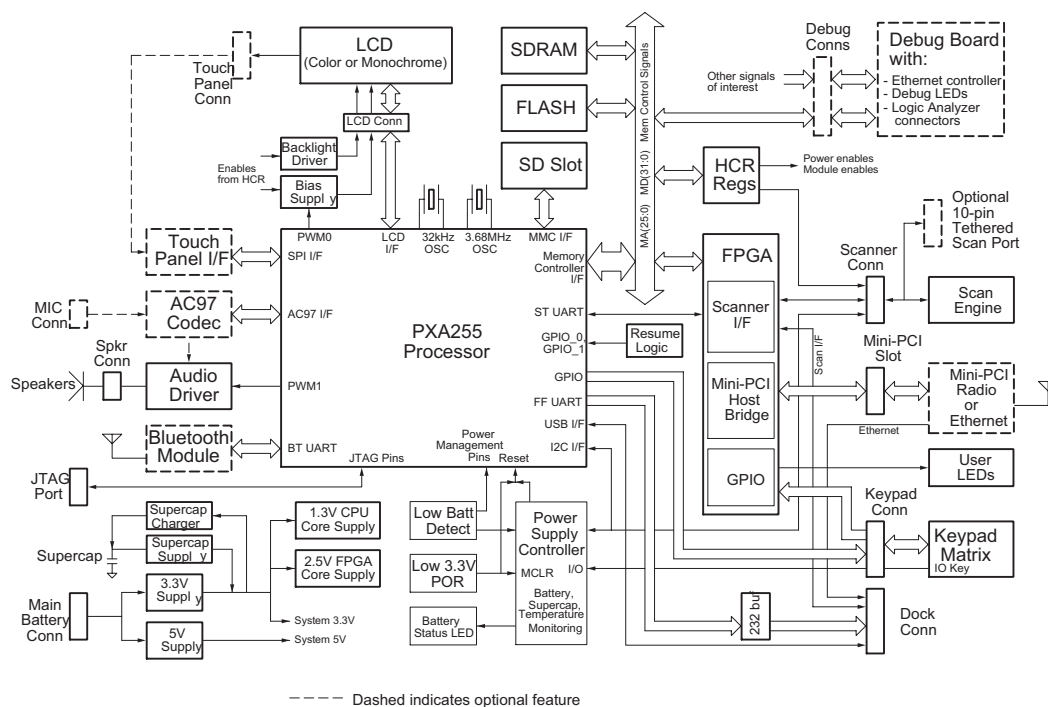 LCD
(Color or Monochrome)
Touch
Panel
Conn
LCD Conn
Backlight
Driver
Enables
from HCR
Bias
Supply
SDRAM
FLASH
SD Slot
MA(25:0) MD(31:0) Mem Control Signals
Debug
Conns
Other signals
of interest
Debug Board
with:
- Ethernet controller
- Debug LEDs
- Logic Analyzer
connectors
HCR
Regs
Power enables
Module enables
Optional
10-pin
Tethered
Scan Port
Touch
Panel I/F
MIC
Conn
AC97
Codec
Spkr
Conn
Speakers
Audio
Driver
Bluetooth
Module
JTAG
Port
PWM0
LCD
I/F
32kHz
OSC
3.68MHz
OSC
MMC I/F
SPI I/F
Memory
Controller
I/F
AC97 I/F
ST UART
PXA255
Processor
GPIO_0,
GPIO_1
PWM1
GPIO
FF UART
USB I/F
I2C I/F
BT UART
JTAG Pins
Power
Management
Pins
Reset
Resume
Logic
FPGA
Scanner
I/F
Mini-PCI
Host
Bridge
GPIO
Scan I/F
Scanner
Conn
Scan
Engine
Mini-PCI
Slot
Mini-PCI
Radio
or
Ethernet
Ethernet
User
LEDs
Keypad
Conn
Keypad
Matrix
IO Key
Dock
Conn
232 buf
Supercap
Charger
Supercap
Supercap
Supply
3.3V
Supply
Main
Battery
Conn
5V
Supply
1.3V CPU
Core Supply
2.5V FPGA
Core Supply
System 3.3V
System 5V
Low Batt
Detect
Low 3.3V
POR
Battery
Status LED
Power
Supply
Controller
I/O
MCLR
Battery,
Supercap,
Temperature
Monitoring
Dashed indicates optional feature